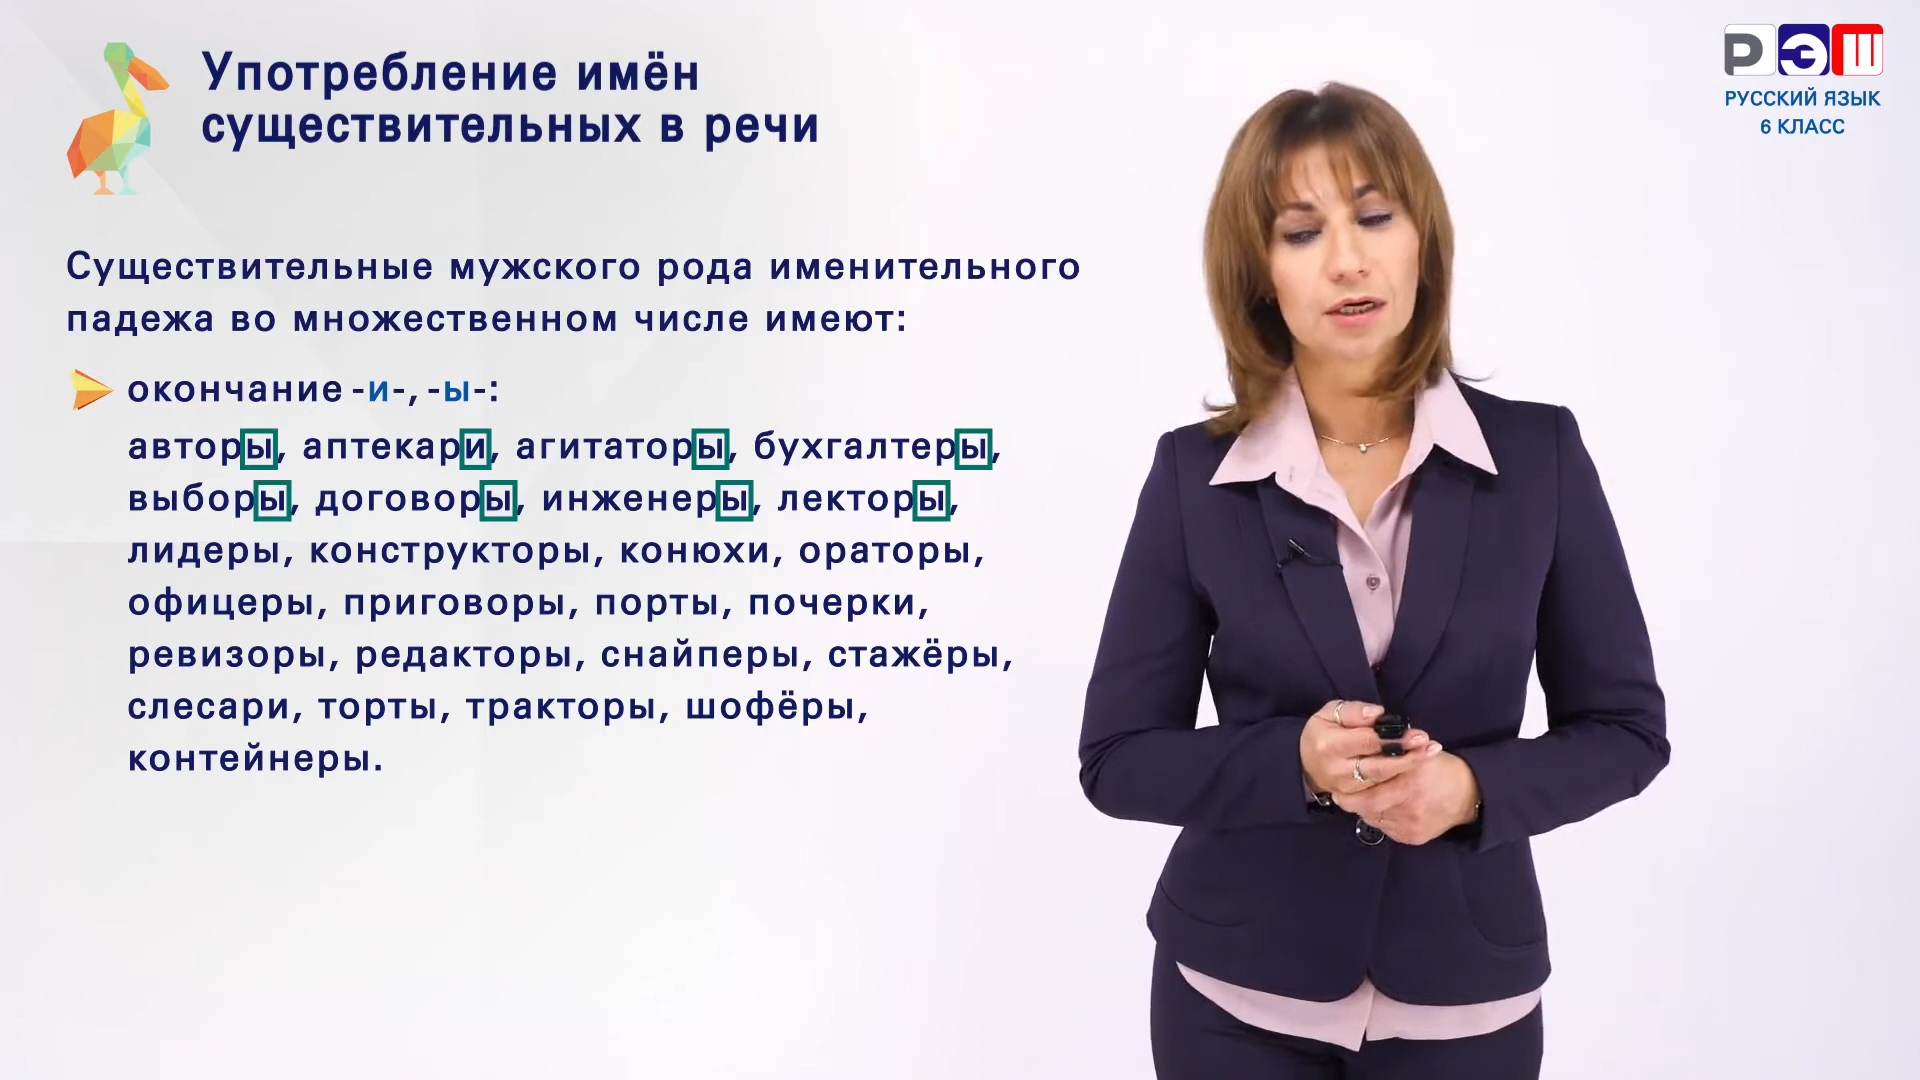 Употребление имён
существительных в речи
РЭШ
РУССКИЙ ЯЗЫК
6 КЛАСС
Существительные мужского рода именительного
падежа во множественном числе имеют:
окончание -и-, -ы-:
авторы, аптекари, агитаторы, бухгалтеры,
выборы, договоры, инженеры, лекторы,
лидеры, конструкторы, конюхи, ораторы,
офицеры, приговоры, порты, почерки,
ревизоры, редакторы, снайперы, стажёры,
слесари, торты, тракторы, шофёры,
контейнеры.